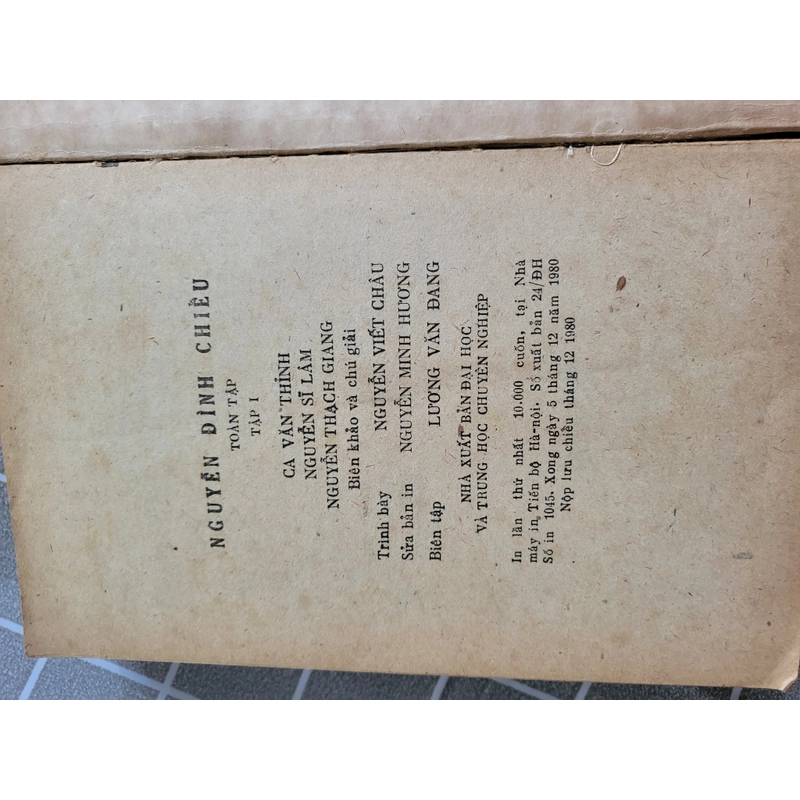 NGUYỄN ĐÌNH CHIỂU
TOÀN TẬP
TẬP I
CA VĂN THỈNH
NGUYỄN SĨ LÂM
NGUYỄN THẠCH GIANG
Biên khảo và chú giải
Trình bày NGUYỄN VIẾT CHÂU
Sửa bản in NGUYỄN MINH HƯƠNG
Biên tập LƯƠNG VĂN ĐANG
NHÀ XUẤT BẢN ĐẠI HỌC
VÀ TRUNG HỌC CHUYÊN NGHIỆP
In lần thứ nhất 10.000 cuốn, tại Nhà
máy in Tiến bộ Hà-nội. Số xuất bản 24/ĐH
Số in 1045. Xong ngày 5 tháng 12 năm 1980
Nộp lưu chiểu tháng 12 1980